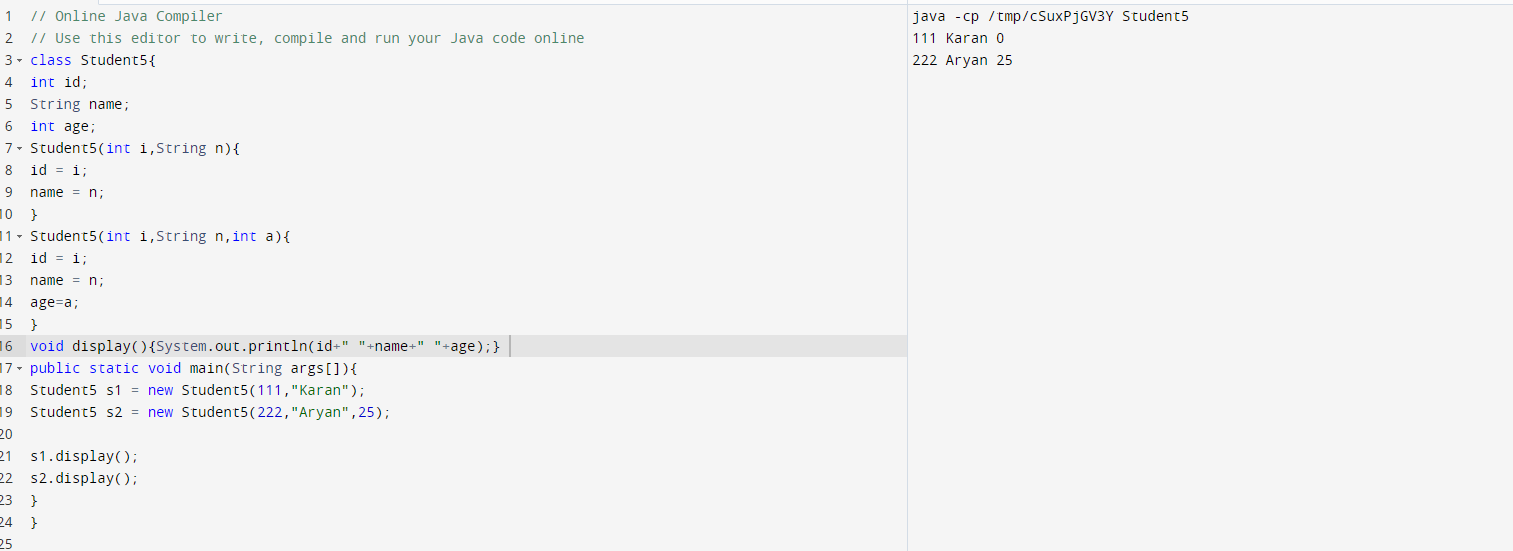 1 // Online Java Compiler
2 // Use this editor to write, compile and run your Java code online
3 class Student5{
4 int id;
5 String name;
6 int age;
7 Student5(int i,String n){
8 id = i;
9 name = n;
10 }
11 Student5(int i,String n,int a){
12 id = i;
13 name = n;
14 age=a;
15 }
16 void display(){System.out.println(id+" "+name+" "+age);}
17 public static void main(String args[]){
18 Student5 s1 = new Student5(111,"Karan");
19 Student5 s2 = new Student5(222,"Aryan",25);
20
21 s1.display();
22 s2.display();
23 }
24 }
25
java -cp /tmp/cSuxPjGV3Y Student5
111 Karan 0
222 Aryan 25